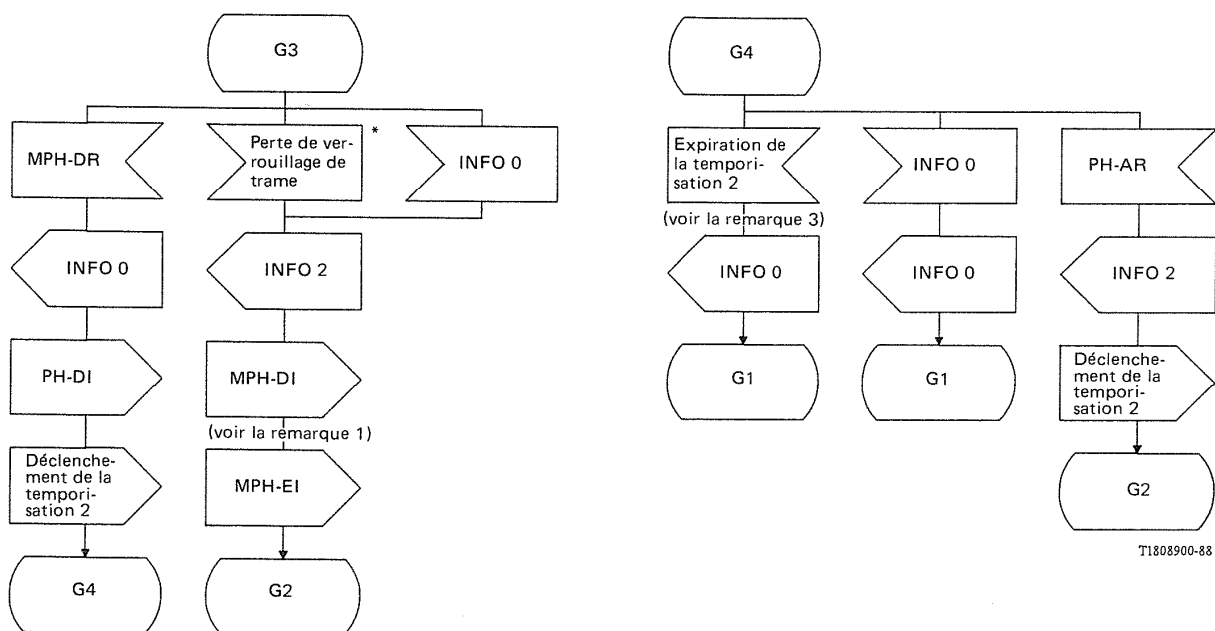 G3
MPH-DR
Perte de ver-
rouillage de
trame
*
INFO 0
INFO 0
INFO 2
PH-DI
MPH-DI
(voir la remarque 1)
Déclenche-
ment de la
tempori-
sation 2
MPH-EI
G4
G2
G4
Expiration de
la tempori-
sation 2
INFO 0
PH-AR
(voir la remarque 3)
INFO 0
INFO 0
INFO 2
G1
G1
Déclenche-
ment de la
tempori-
sation 2
G2
T1808900-88